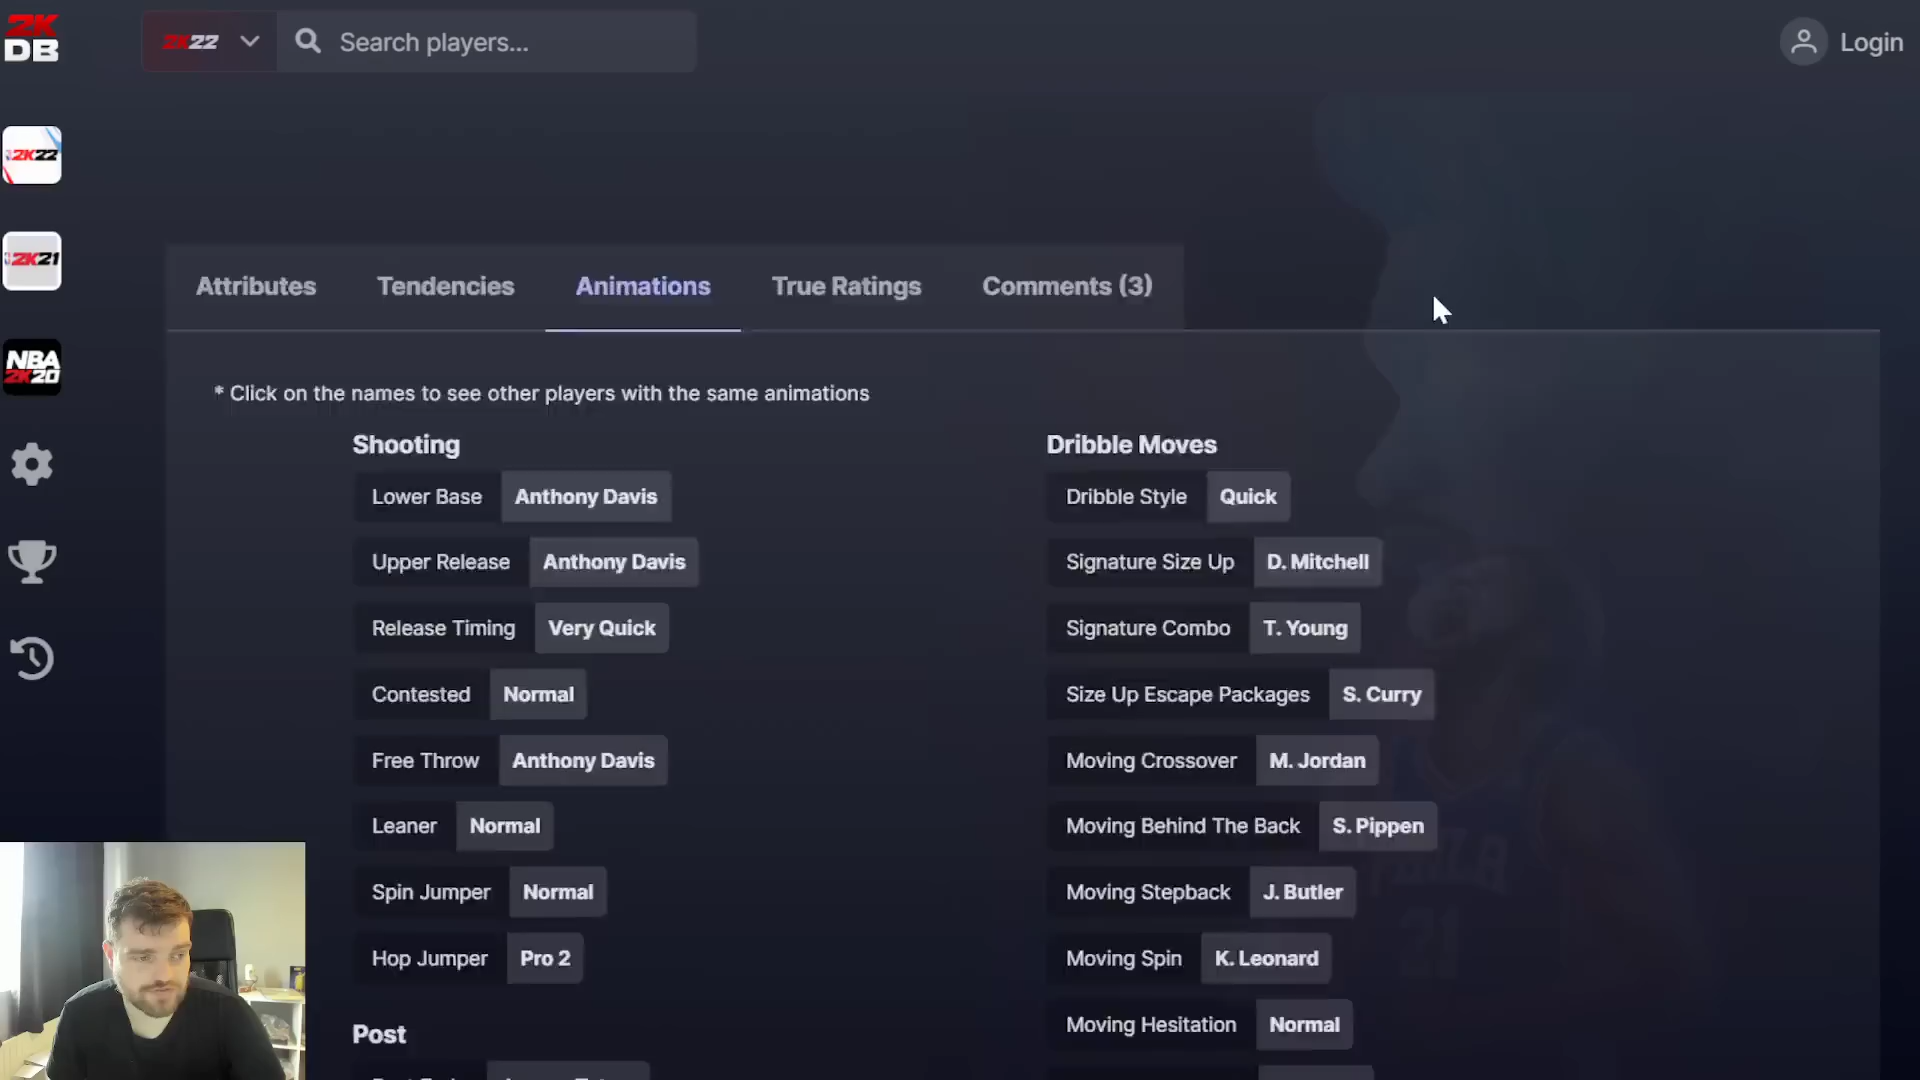 2K
DB
2K22
Search players...
Login
2K22
2K21
NBA
2K20
Attributes
Tendencies
Animations
True Ratings
Comments (3)
* Click on the names to see other players with the same animations
Shooting
Lower Base Anthony Davis
Upper Release Anthony Davis
Release Timing Very Quick
Contested Normal
Free Throw Anthony Davis
Leaner Normal
Spin Jumper Normal
Hop Jumper Pro 2
Post
Dribble Moves
Dribble Style Quick
Signature Size Up D. Mitchell
Signature Combo T. Young
Size Up Escape Packages S. Curry
Moving Crossover M. Jordan
Moving Behind The Back S. Pippen
Moving Stepback J. Butler
Moving Spin K. Leonard
Moving Hesitation Normal
21